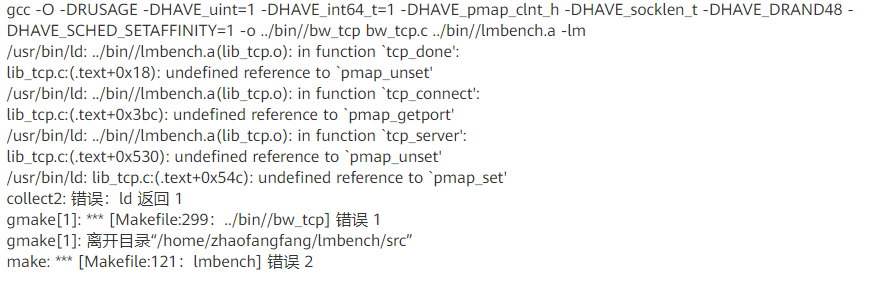 gcc -O -DRUSAGE -DHAVE_uint=1 -DHAVE_int64_t=1 -DHAVE_pmap_clnt_h -DHAVE_socklen_t -DHAVE_DRAND48 -
DHAVE_SCHED_SETAFFINITY=1 -o ../bin//bw_tcp bw_tcp.c ../bin//lmbench.a -lm
/usr/bin/ld: ../bin//lmbench.a(lib_tcp.o): in function `tcp_done':
lib_tcp.c:(.text+0x18): undefined reference to `pmap_unset'
/usr/bin/ld: ../bin//lmbench.a(lib_tcp.o): in function `tcp_connect':
lib_tcp.c:(.text+0x3bc): undefined reference to `pmap_getport'
/usr/bin/ld: ../bin//lmbench.a(lib_tcp.o): in function `tcp_server':
lib_tcp.c:(.text+0x530): undefined reference to `pmap_unset'
/usr/bin/ld: lib_tcp.c:(.text+0x54c): undefined reference to `pmap_set'
collect2: 错误：ld 返回 1
gmake[1]: *** [Makefile:299：../bin//bw_tcp] 错误 1
gmake[1]: 离开目录“/home/zhaofangfang/lmbench/src”
make: *** [Makefile:121：lmbench] 错误 2